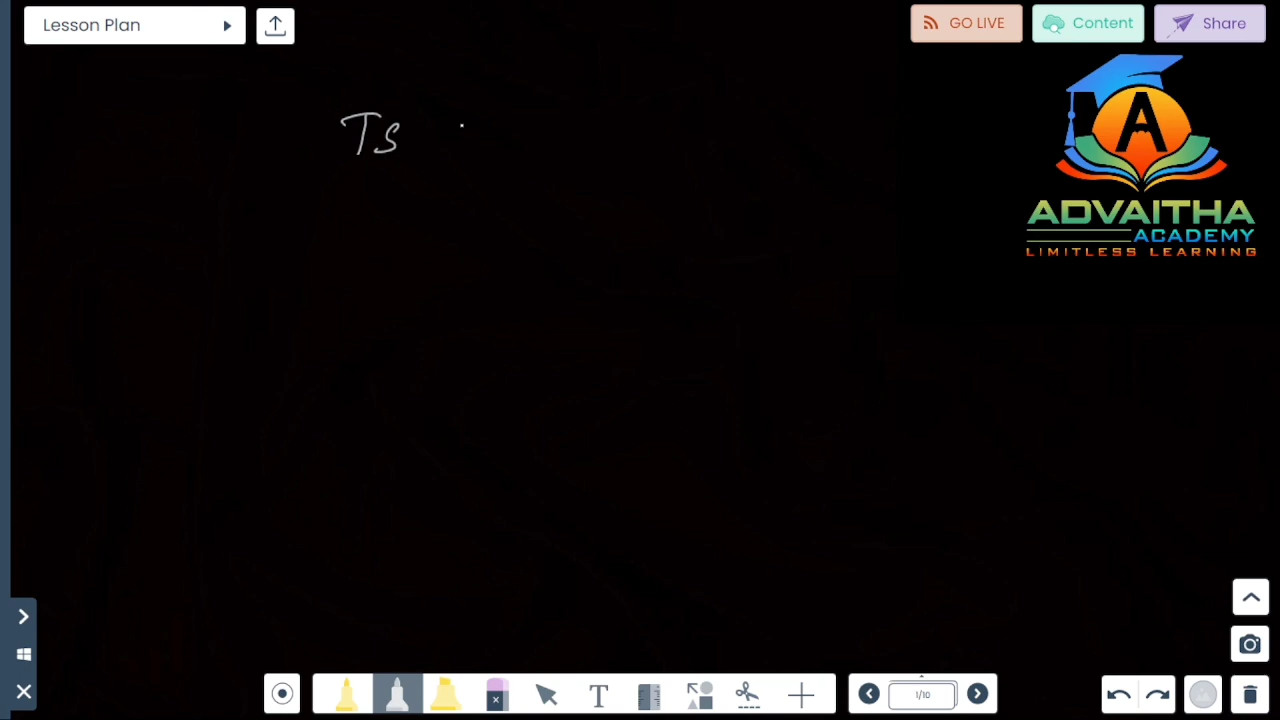 Lesson Plan
GO LIVE
Content
Share
Ts
A
ADVAITHA
ACADEMY
LIMITLESS LEARNING
T
1/10